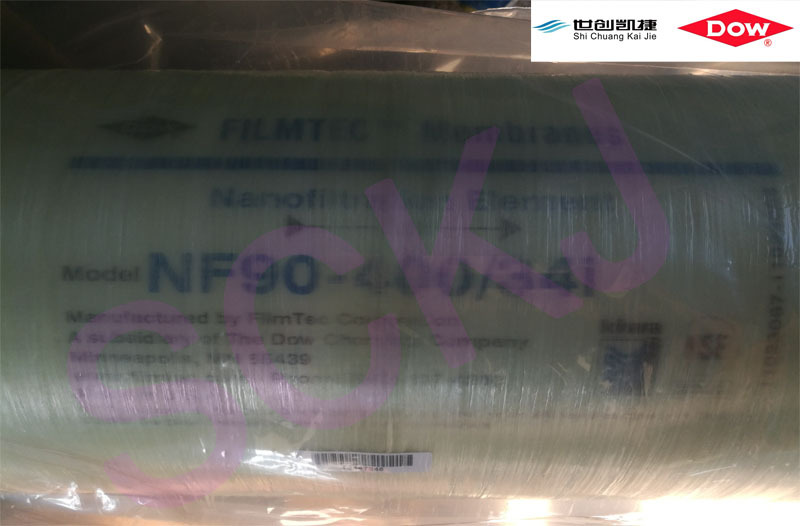 世创凯捷
Shi Chuang Kai Jie
DOW
®
FILMTEC Membranes
Nanofiltration Element
Model NF90-400/34i
Manufactured by FilmTec Corporation
A subsidiary of The Dow Chemical Company
Minneapolis, MN 55439
SCKJ